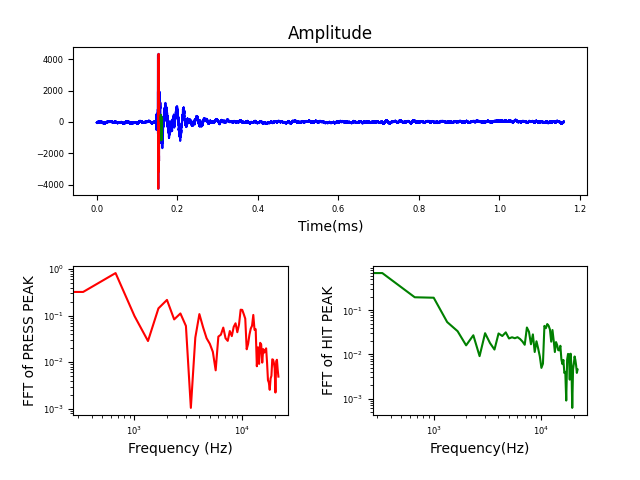 Amplitude
4000
2000
0
−2000
−4000
0.0 0.2 0.4 0.6 0.8 1.0 1.2
Time(ms)
FFT of PRESS PEAK
10⁰
10⁻¹
10⁻²
10⁻³
10³ 10⁴
Frequency (Hz)
FFT of HIT PEAK
10⁻¹
10⁻²
10⁻³
10³ 10⁴
Frequency(Hz)